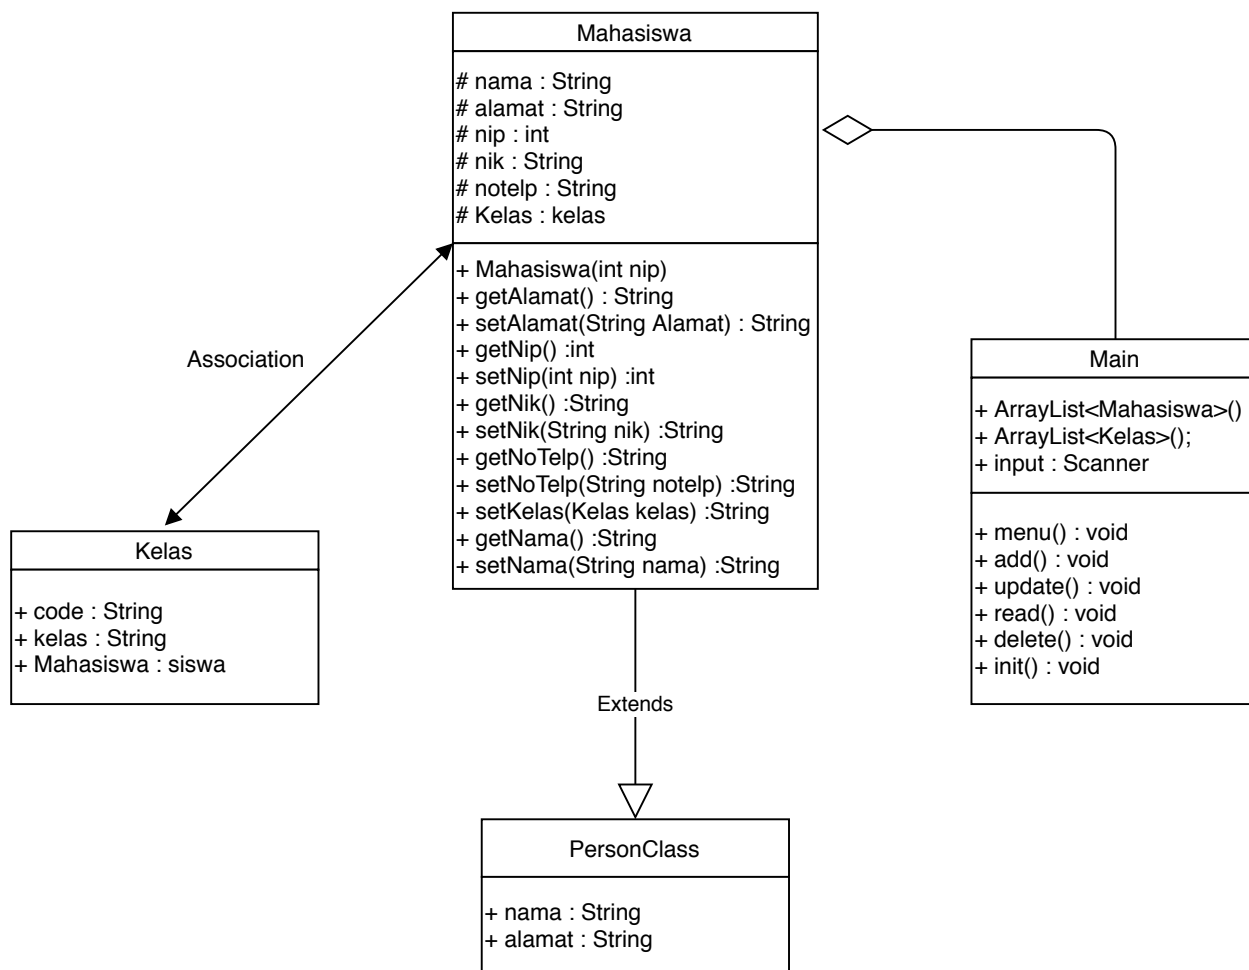 Mahasiswa
# nama : String
# alamat : String
# nip : int
# nik : String
# notelp : String
# Kelas : kelas
+ Mahasiswa(int nip)
+ getAlamat() : String
+ setAlamat(String Alamat) : String
+ getNip() :int
+ setNip(int nip) :int
+ getNik() :String
+ setNik(String nik) :String
+ getNoTelp() :String
+ setNoTelp(String notelp) :String
+ setKelas(Kelas kelas) :String
+ getNama() :String
+ setNama(String nama) :String
Association
Main
+ ArrayList<Mahasiswa>()
+ ArrayList<Kelas>();
+ input : Scanner
+ menu() : void
+ add() : void
+ update() : void
+ read() : void
+ delete() : void
+ init() : void
Kelas
+ code : String
+ kelas : String
+ Mahasiswa : siswa
Extends
PersonClass
+ nama : String
+ alamat : String